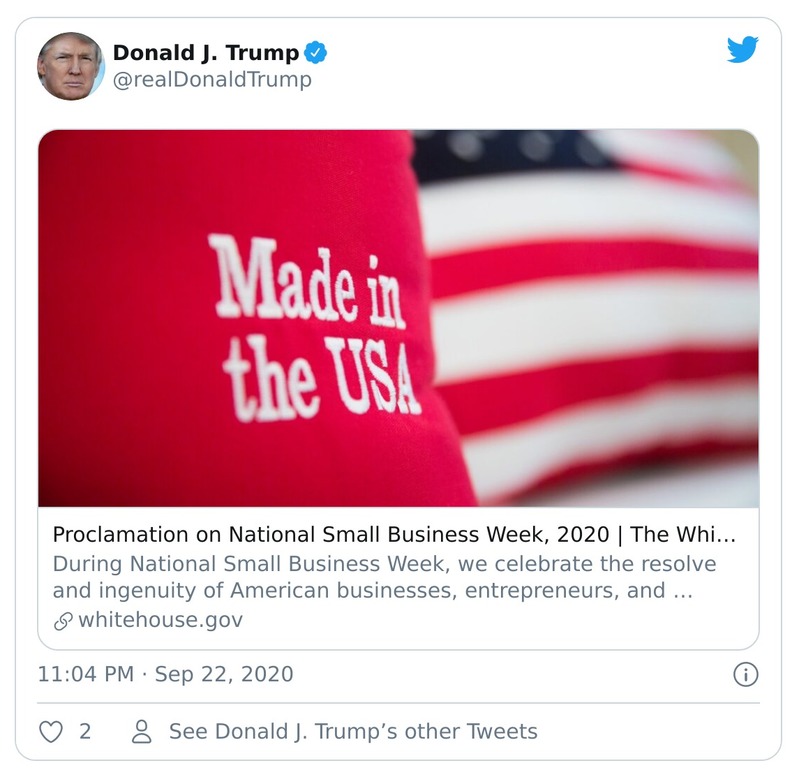 Donald J. Trump
@realDonaldTrump
Made in
the USA
Proclamation on National Small Business Week, 2020 | The Whi...
During National Small Business Week, we celebrate the resolve
and ingenuity of American businesses, entrepreneurs, and ...
whitehouse.gov
11:04 PM · Sep 22, 2020
2
See Donald J. Trump’s other Tweets